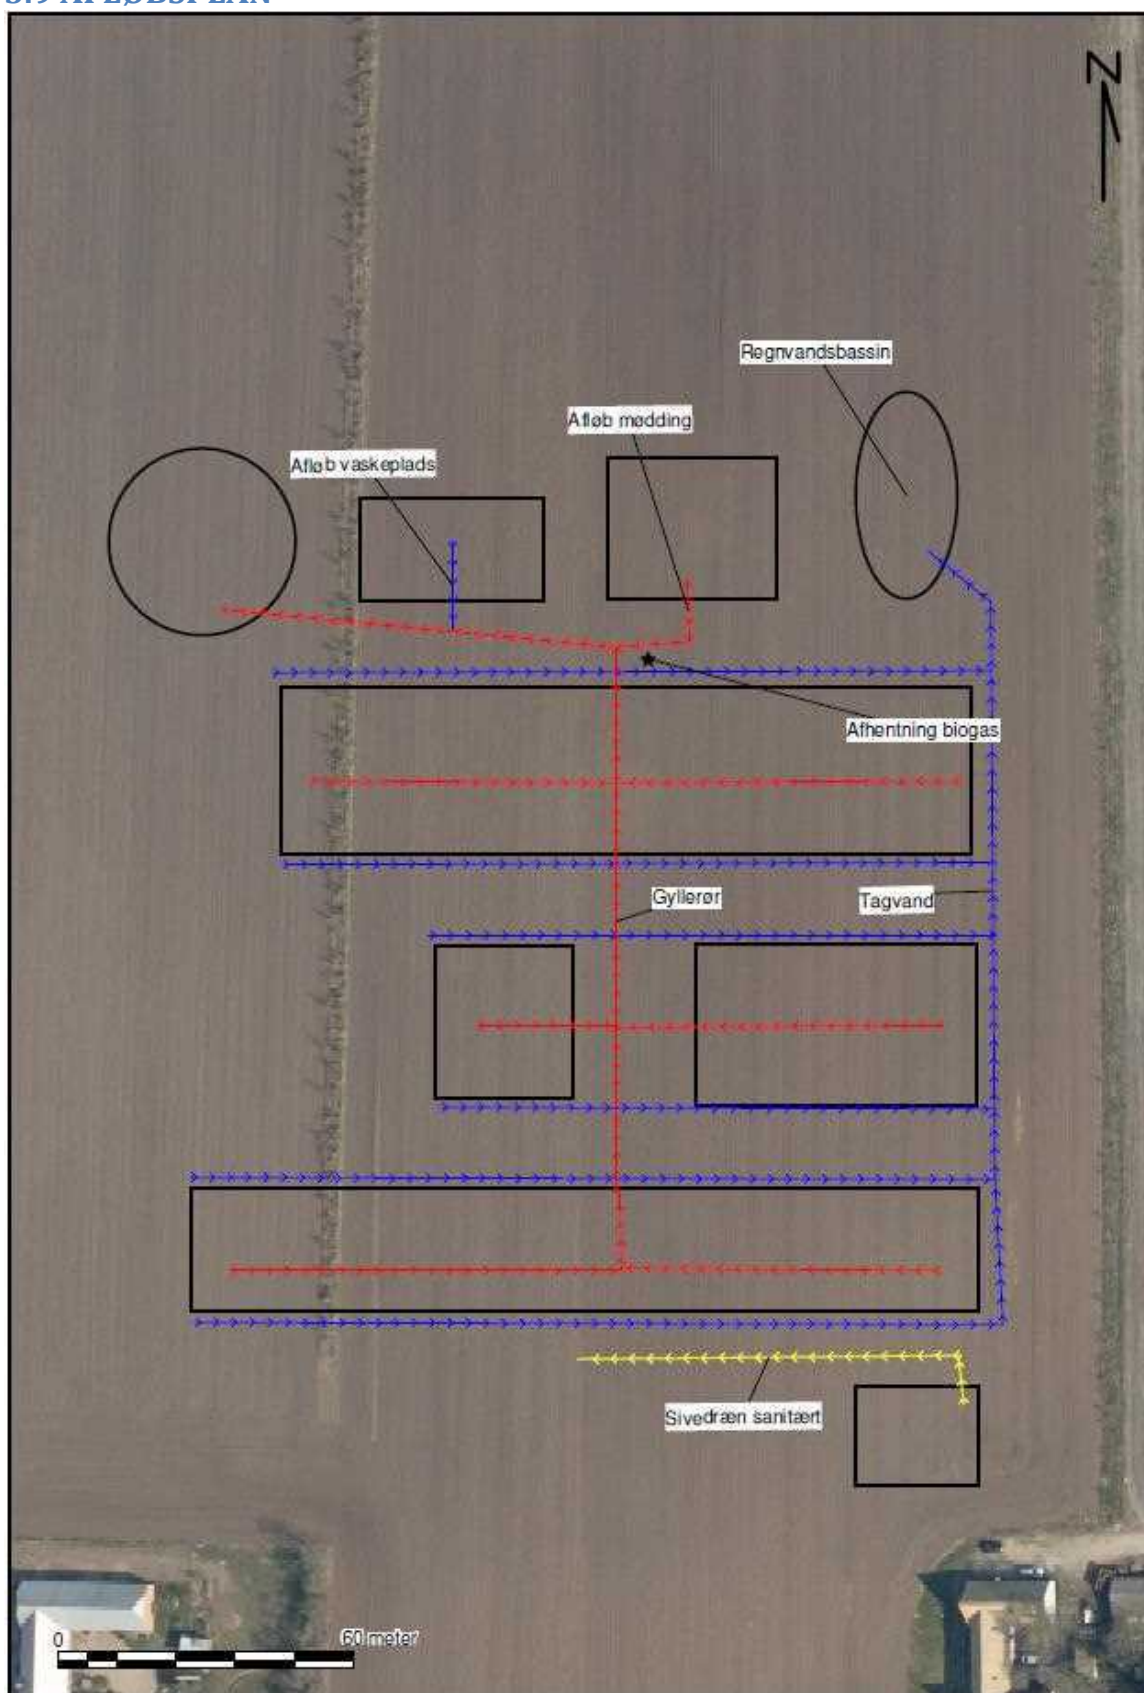 N
Regnvandsbassin
Afløb mødding
Afløb vaskeplads
Afhentning biogas
Gyllerør
Tagvand
Sivedræn sanitært
0 60 meter